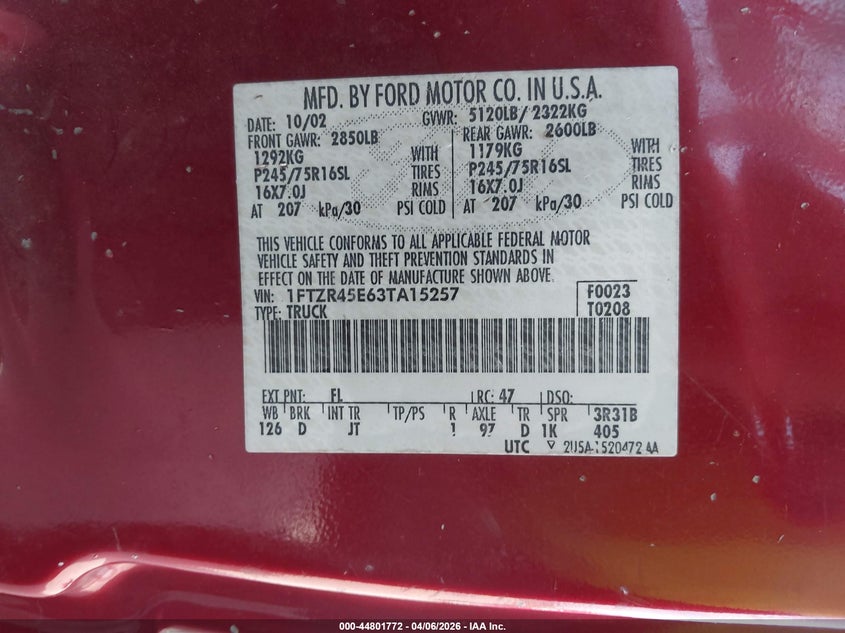 MFD. BY FORD MOTOR CO. IN U.S.A.
DATE: 10/02 GVWR: 5120LB/ 2322KG
FRONT GAWR: 2850LB REAR GAWR: 2600LB
1292KG WITH 1179KG WITH
P245/75R16SL TIRES P245/75R16SL TIRES
16X7.0J RIMS 16X7.0J RIMS
AT 207 kPa/30 PSI COLD AT 207 kPa/30 PSI COLD
THIS VEHICLE CONFORMS TO ALL APPLICABLE FEDERAL MOTOR
VEHICLE SAFETY AND THEFT PREVENTION STANDARDS IN
EFFECT ON THE DATE OF MANUFACTURE SHOWN ABOVE.
VIN: 1FTZR45E63TA15257 F0023
TYPE: TRUCK T0208
EXT PNT: FL RC: 47 DSO:
WB BRK INT TR TP/PS R AXLE TR SPR 3R31B
126 D JT 1 97 D 1K 405
UTC ▽ 2U5A-1520472-AA
000-44801772 - 04/06/2026 - IAA Inc.